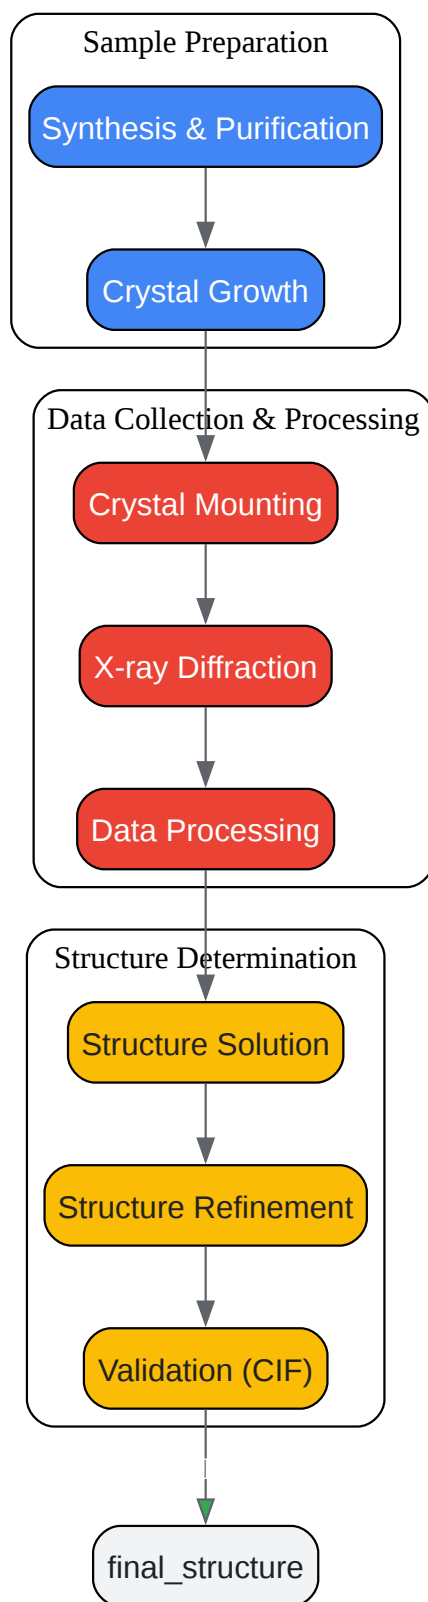 Sample Preparation
Synthesis & Purification
Crystal Growth
Data Collection & Processing
Crystal Mounting
X-ray Diffraction
Data Processing
Structure Determination
Structure Solution
Structure Refinement
Validation (CIF)
final_structure